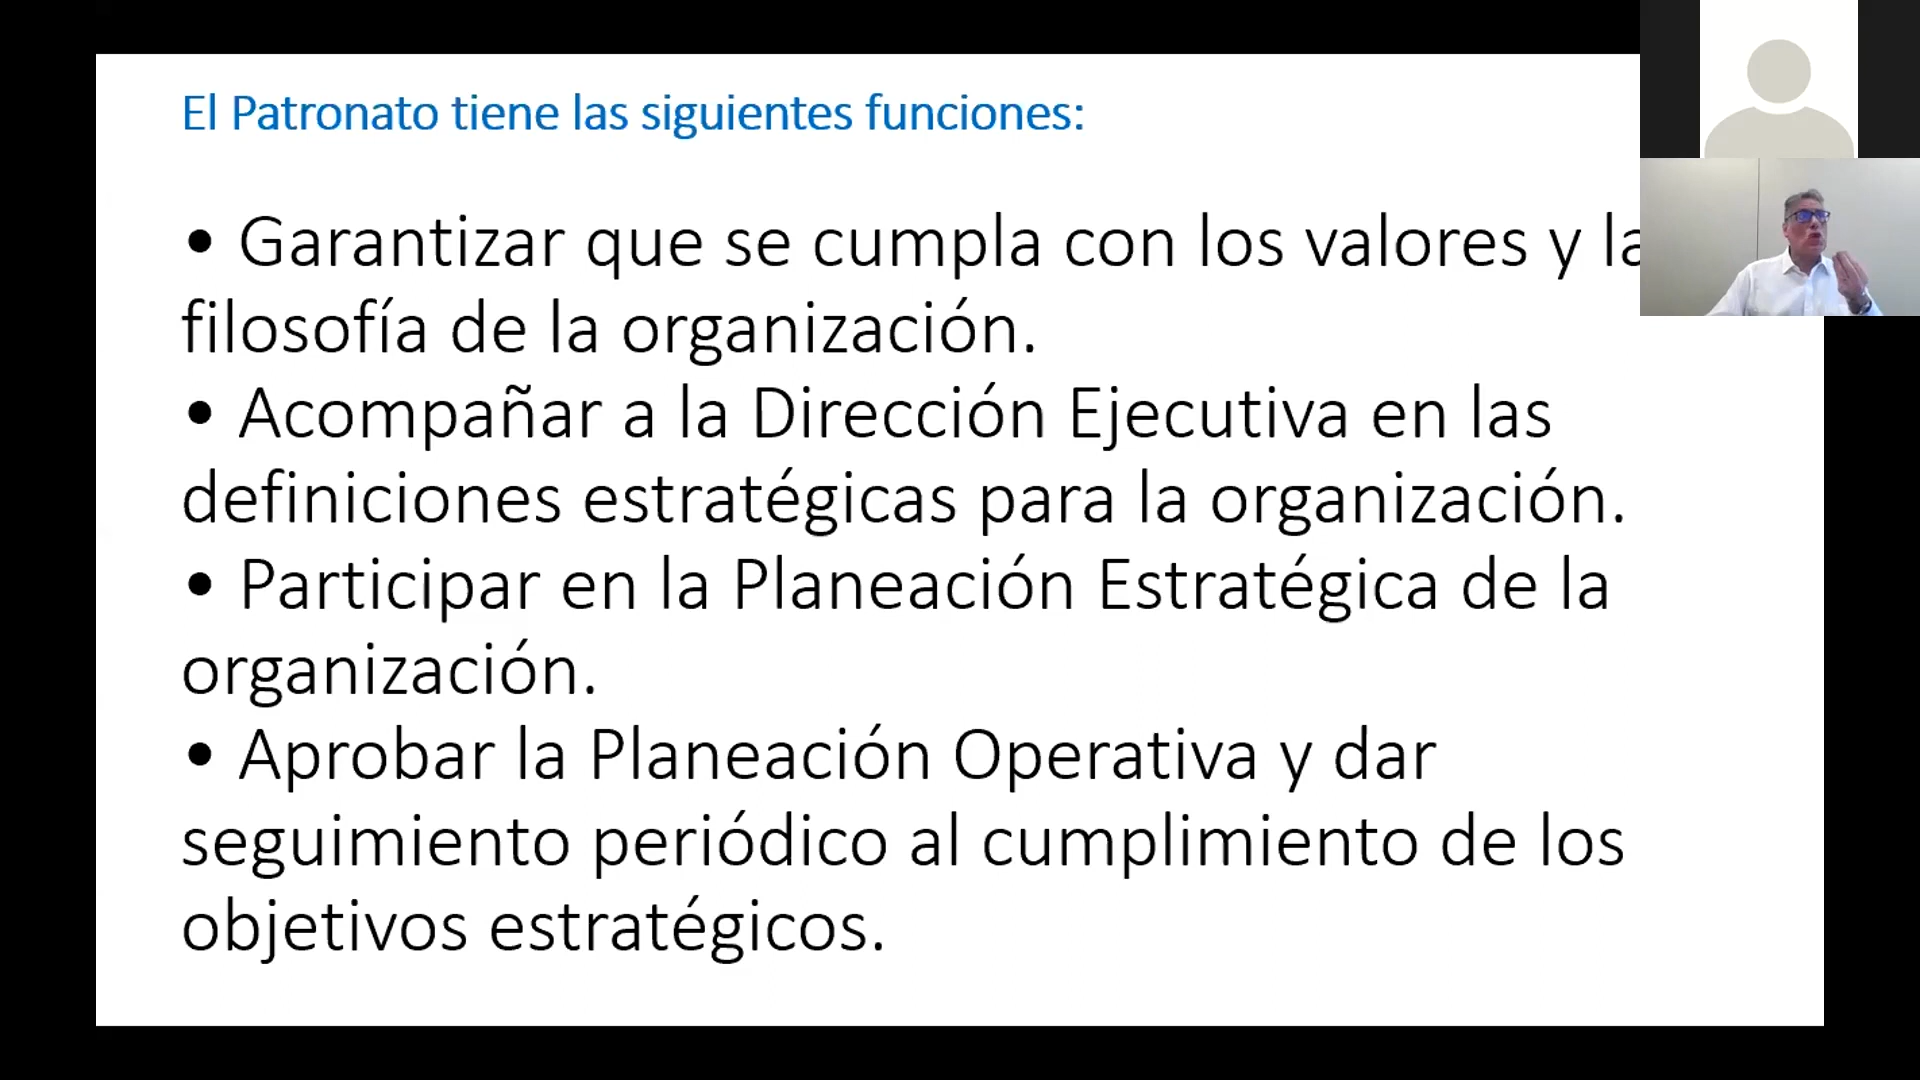 El Patronato tiene las siguientes funciones:
• Garantizar que se cumpla con los valores y la
filosofía de la organización.
• Acompañar a la Dirección Ejecutiva en las
definiciones estratégicas para la organización.
• Participar en la Planeación Estratégica de la
organización.
• Aprobar la Planeación Operativa y dar
seguimiento periódico al cumplimiento de los
objetivos estratégicos.